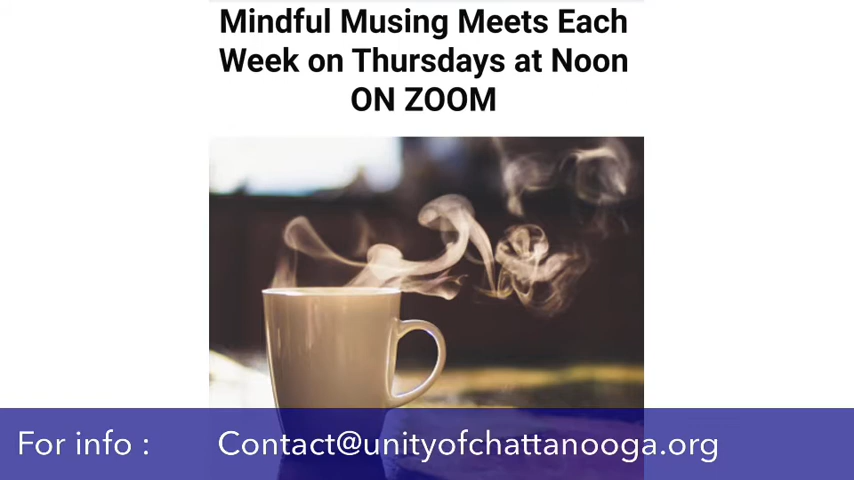 Mindful Musing Meets Each
Week on Thursdays at Noon
ON ZOOM
For info : Contact@unityofchattanooga.org